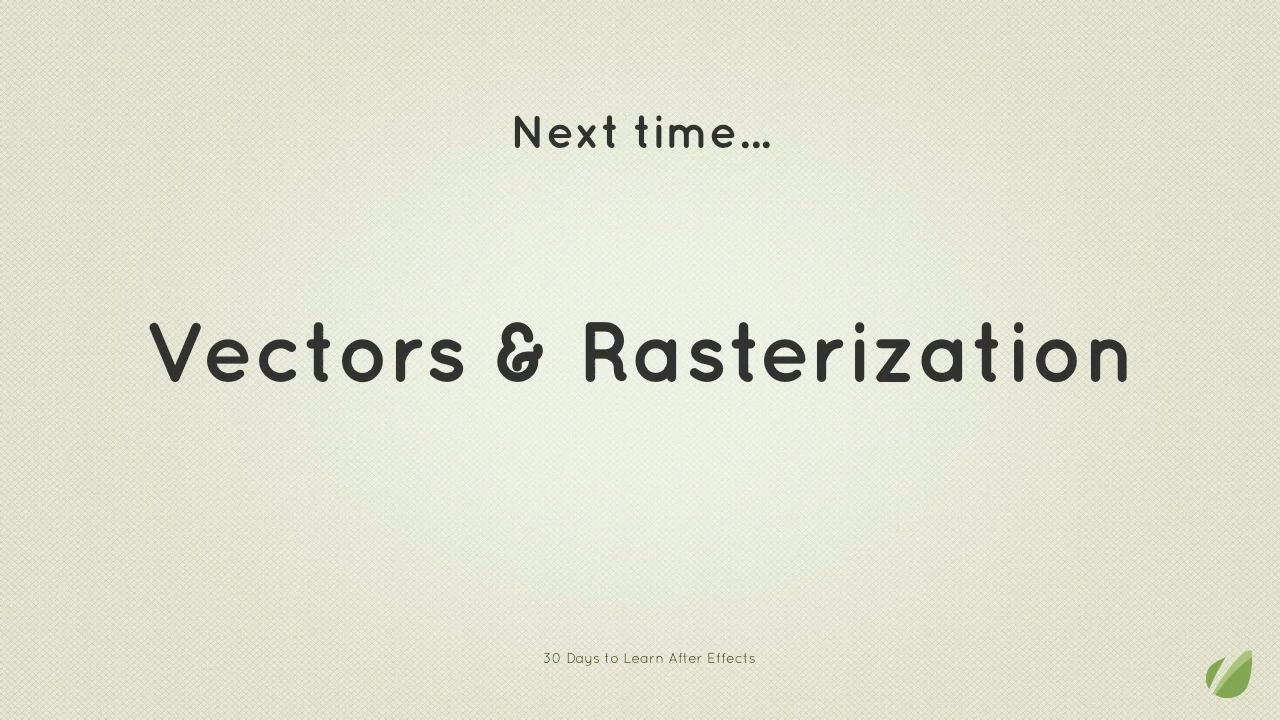 Next time...
Vectors & Rasterization
30 Days to Learn After Effects